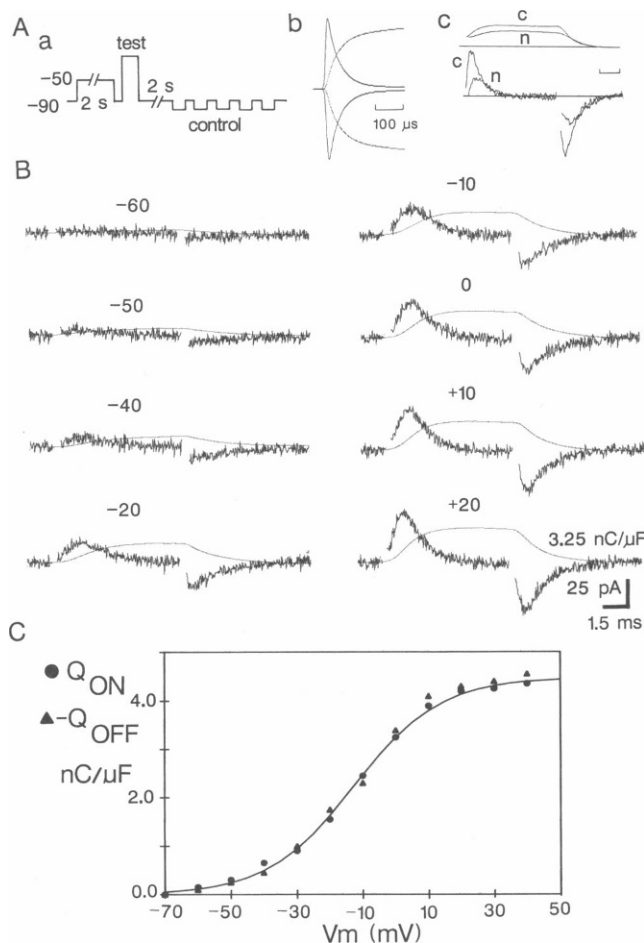 A
a
test
-50
-90
2 s
2 s
control
b
100 µs
c
c
n
c
n
B
-60
-10
-50
0
-40
+10
-20
+20
3.25 nC/µF
25 pA
1.5 ms
C
● Q ON
▲ -Q OFF
nC/µF
4.0
2.0
0.0
-70 -50 -30 -10 10 30 50
Vm (mV)